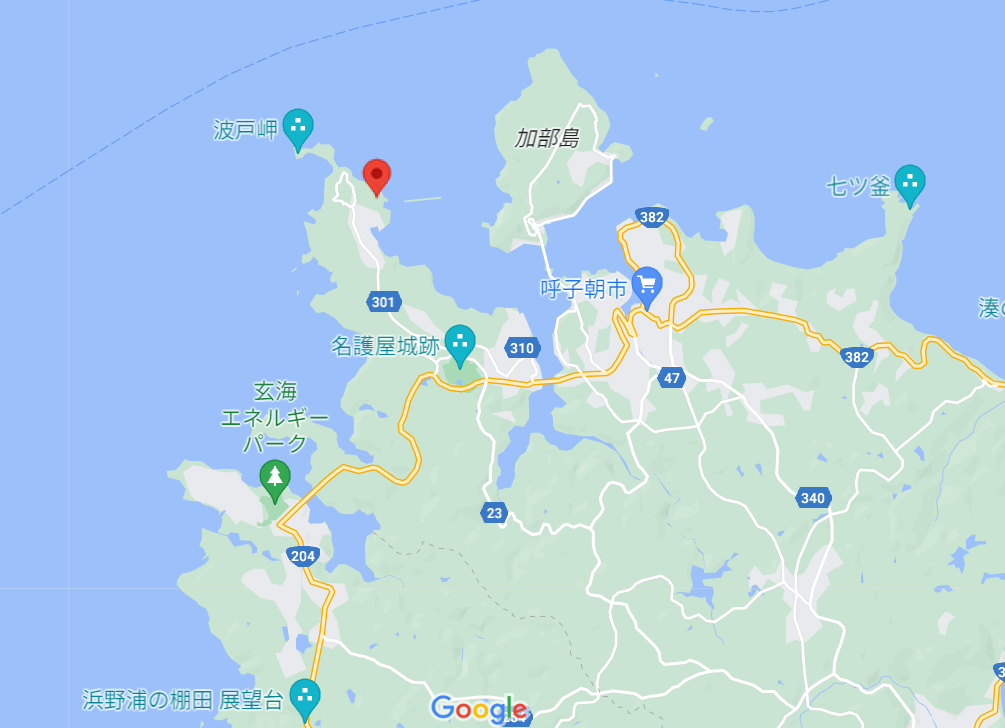 波戸岬
加部島
七ツ釜
382
呼子朝市
301
名護屋城跡
310
382
47
玄海
エネルギー
パーク
340
23
204
浜野浦の棚田 展望台
Google